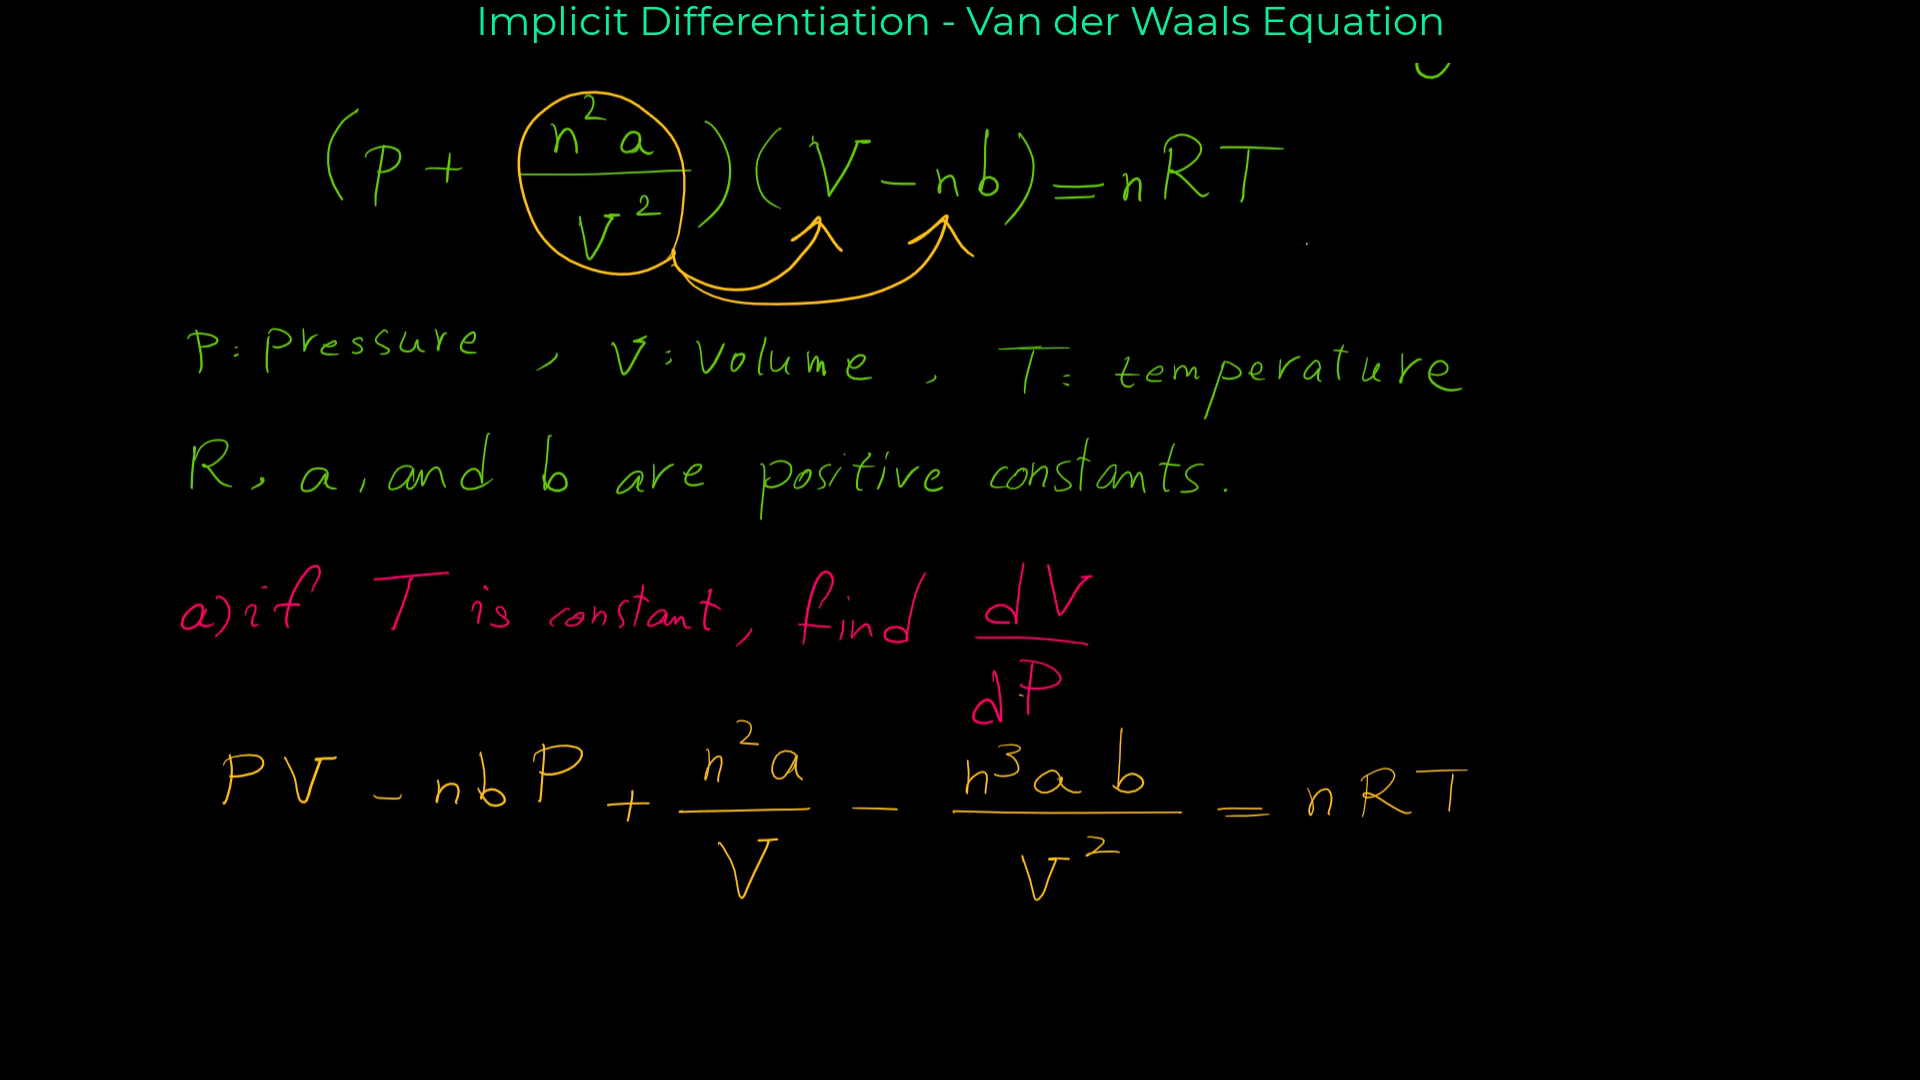 Implicit Differentiation - Van der Waals Equation
(P + n²a/V²)(V - nb) = nRT
P: Pressure, V: Volume, T: temperature
R, a, and b are positive constants.
a) if T is constant, find dV/dP
PV - nbP + n²a/V - n³ab/V² = nRT